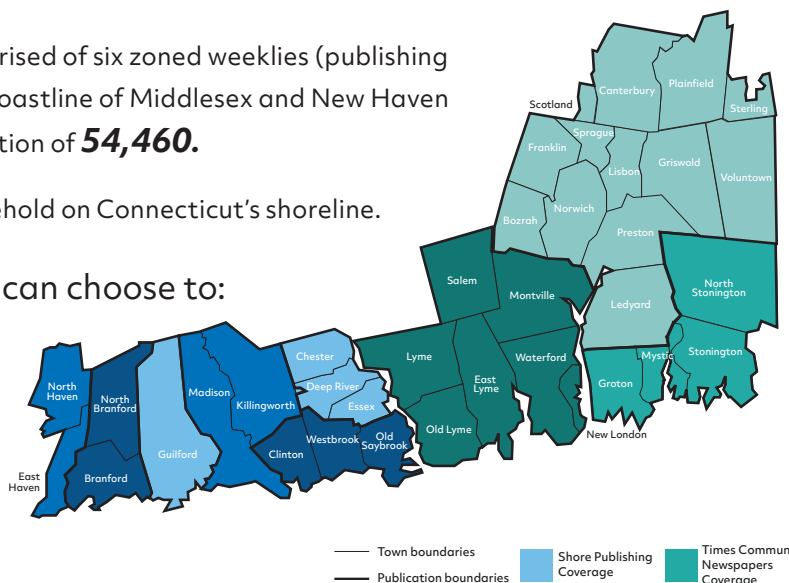 rised of six zoned weeklies (publishing
oastline of Middlesex and New Haven
tion of 54,460.
ehold on Connecticut's shoreline.
can choose to:
Canterbury
Plainfield
Sterling
Scotland
Sprague
Franklin
Lisbon
Griswold
Voluntown
Norwich
Bozrah
Preston
Salem
Montville
Ledyard
North
Stonington
Lyme
Waterford
East
Lyme
Old Lyme
Groton
Mystic
Stonington
New London
Chester
Deep River
Essex
North
Haven
North
Branford
Madison
Killingworth
Westbrook
Old
Saybrook
Clinton
Guilford
Branford
East
Haven
Town boundaries
Publication boundaries
Shore Publishing
Coverage
Times Commun
Newspapers
Coverage